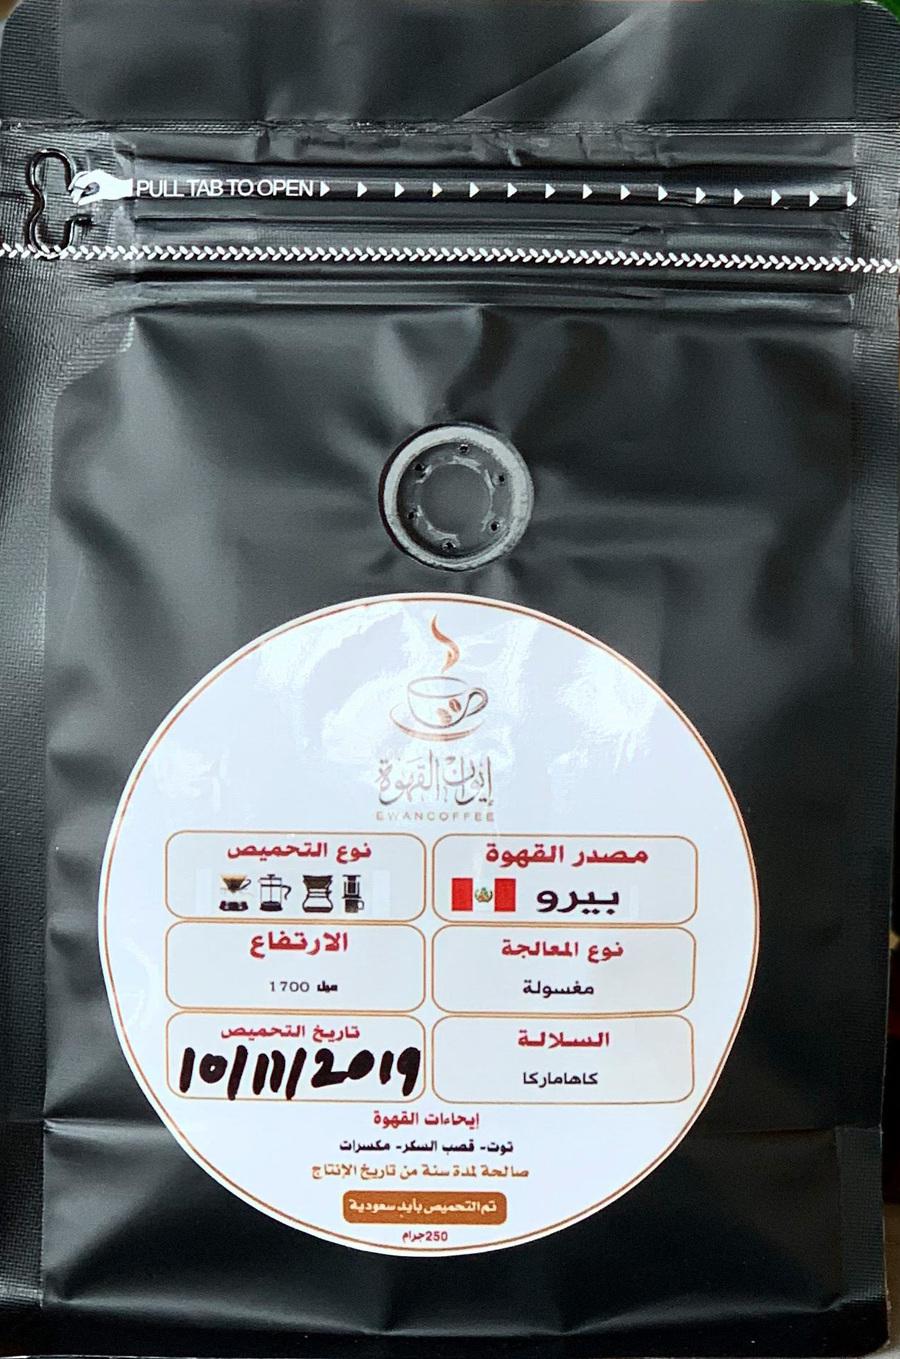 PULL TAB TO OPEN
إيوان القهوة
EWANCOFFEE
مصدر القهوة
بيرو
نوع التحميص
نوع المعالجة
مغسولة
الارتفاع
1700 ميل
السلالة
كاهاماركا
تاريخ التحميص
10/11/2019
إيحاءات القهوة
توت- قصب السكر- مكسرات
صالحة لمدة سنة من تاريخ الإنتاج
تم التحميص بأيد سعودية
250جرام